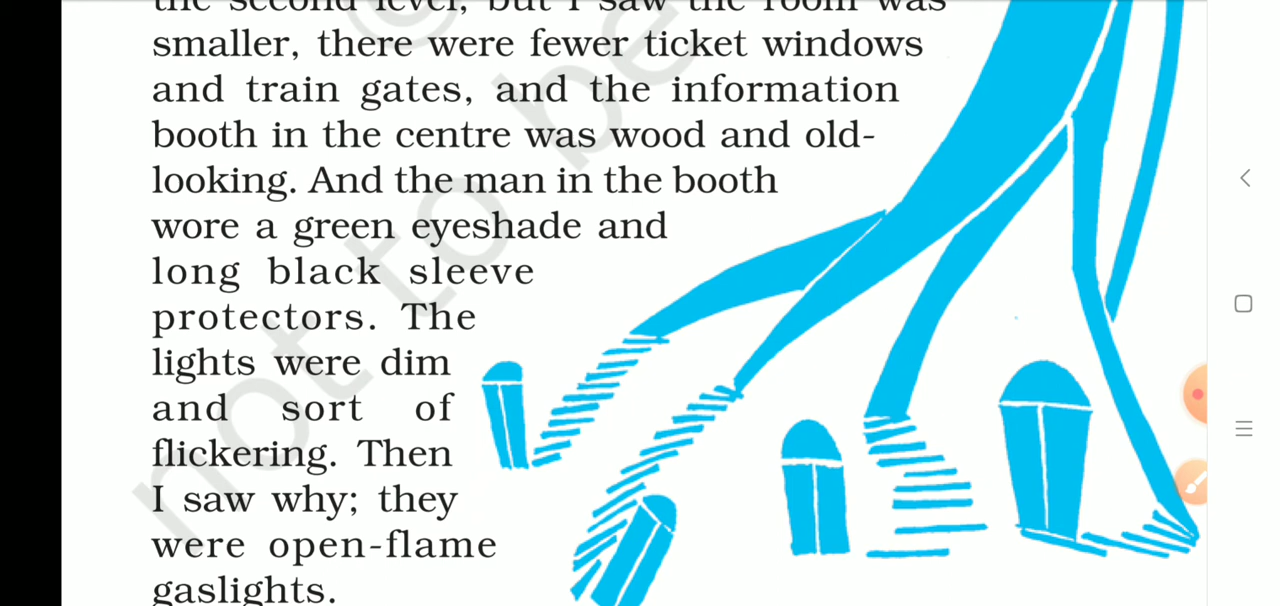 the second level, but I saw the room was
smaller, there were fewer ticket windows
and train gates, and the information
booth in the centre was wood and old-
looking. And the man in the booth
wore a green eyeshade and
long black sleeve
protectors. The
lights were dim
and sort of
flickering. Then
I saw why; they
were open-flame
gaslights.
not to be